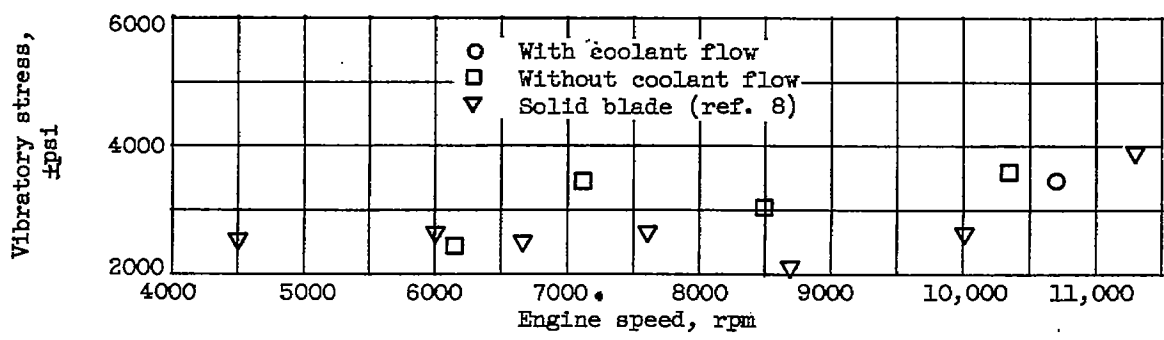 Vibratory stress,
±psi
6000
4000
2000
With coolant flow
Without coolant flow
Solid blade (ref. 8)
4000 5000 6000 7000 8000 9000 10,000 11,000
Engine speed, rpm